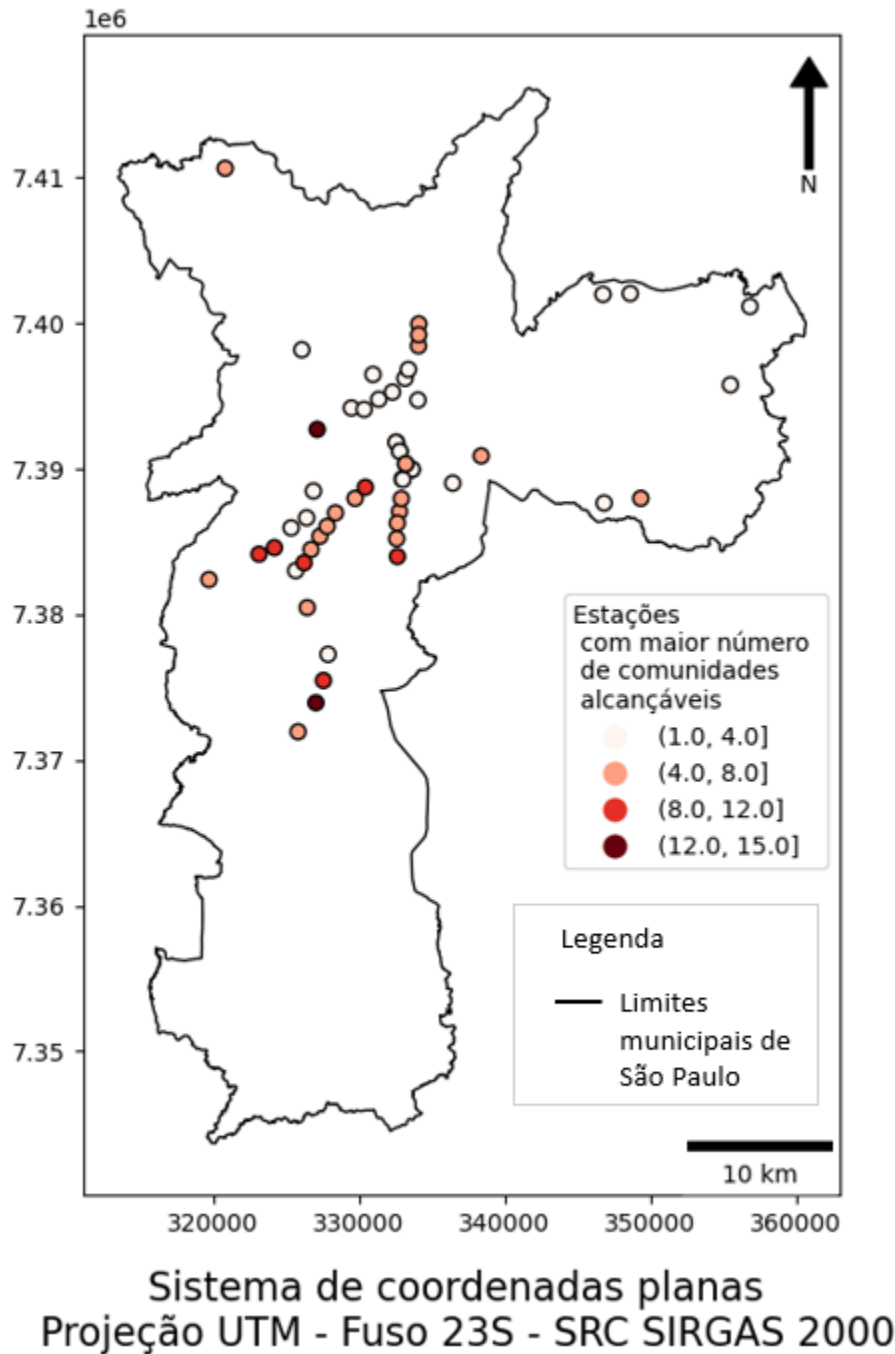 1e6
7.41
7.40
7.39
7.38
7.37
7.36
7.35
N
Estações
com maior número
de comunidades
alcançáveis
(1.0, 4.0]
(4.0, 8.0]
(8.0, 12.0]
(12.0, 15.0]
Legenda
Limites
municipais de
São Paulo
10 km
320000 330000 340000 350000 360000
Sistema de coordenadas planas
Projeção UTM - Fuso 23S - SRC SIRGAS 2000